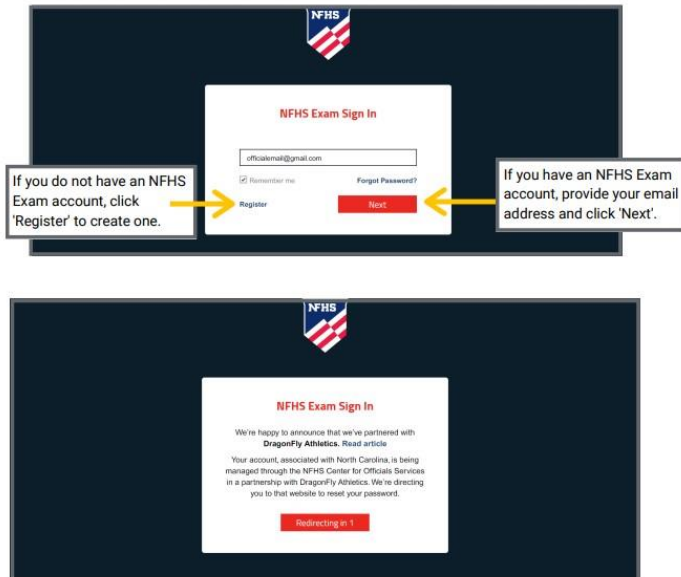 NFHS
NFHS Exam Sign In
officialemail@gmail.com
Remember me
Forgot Password?
Register
Next
If you do not have an NFHS
Exam account, click
'Register' to create one.
If you have an NFHS Exam
account, provide your email
address and click 'Next'.
NFHS
NFHS Exam Sign In
We're happy to announce that we've partnered with
DragonFly Athletics. Read article
Your account, associated with North Carolina, is being
managed through the NFHS Center for Officials Services
in a partnership with DragonFly Athletics. We're directing
you to that website to reset your password.
Redirecting in 1